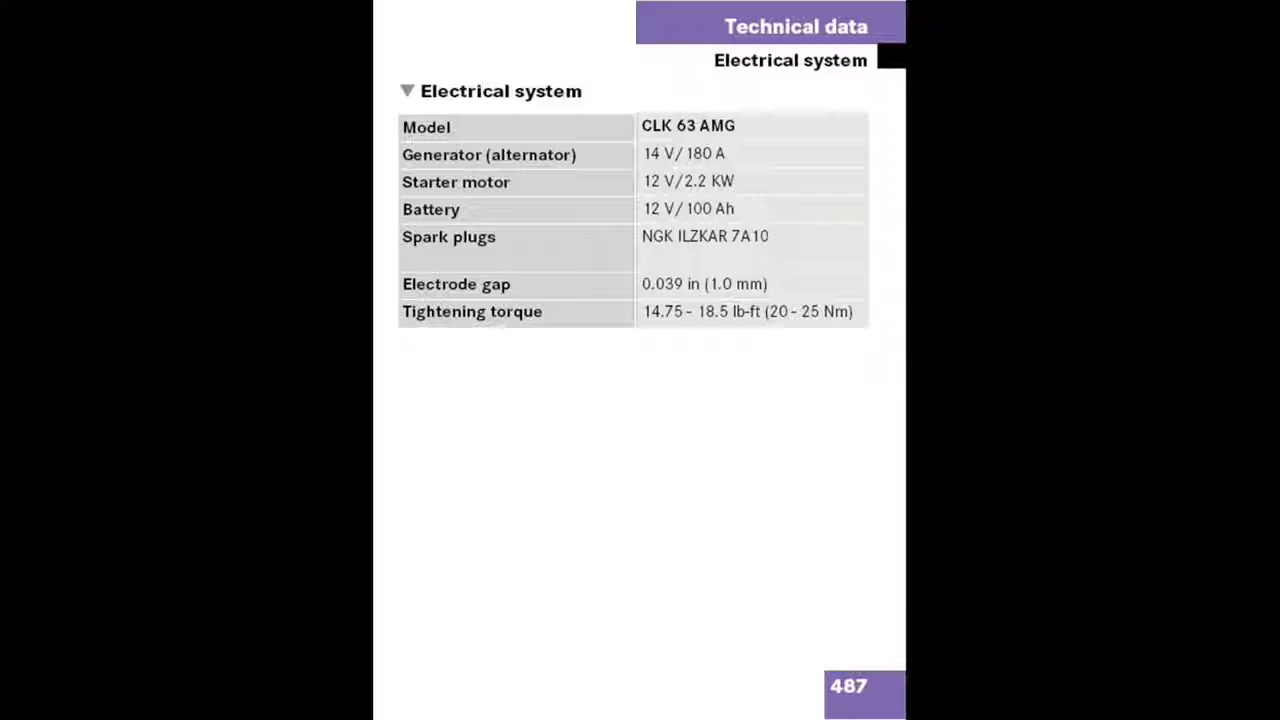 Technical data
Electrical system
Electrical system
Model CLK 63 AMG
Generator (alternator) 14 V/ 180 A
Starter motor 12 V/2.2 KW
Battery 12 V/ 100 Ah
Spark plugs NGK ILZKAR 7A10
Electrode gap 0.039 in (1.0 mm)
Tightening torque 14.75 - 18.5 lb-ft (20 - 25 Nm)
487